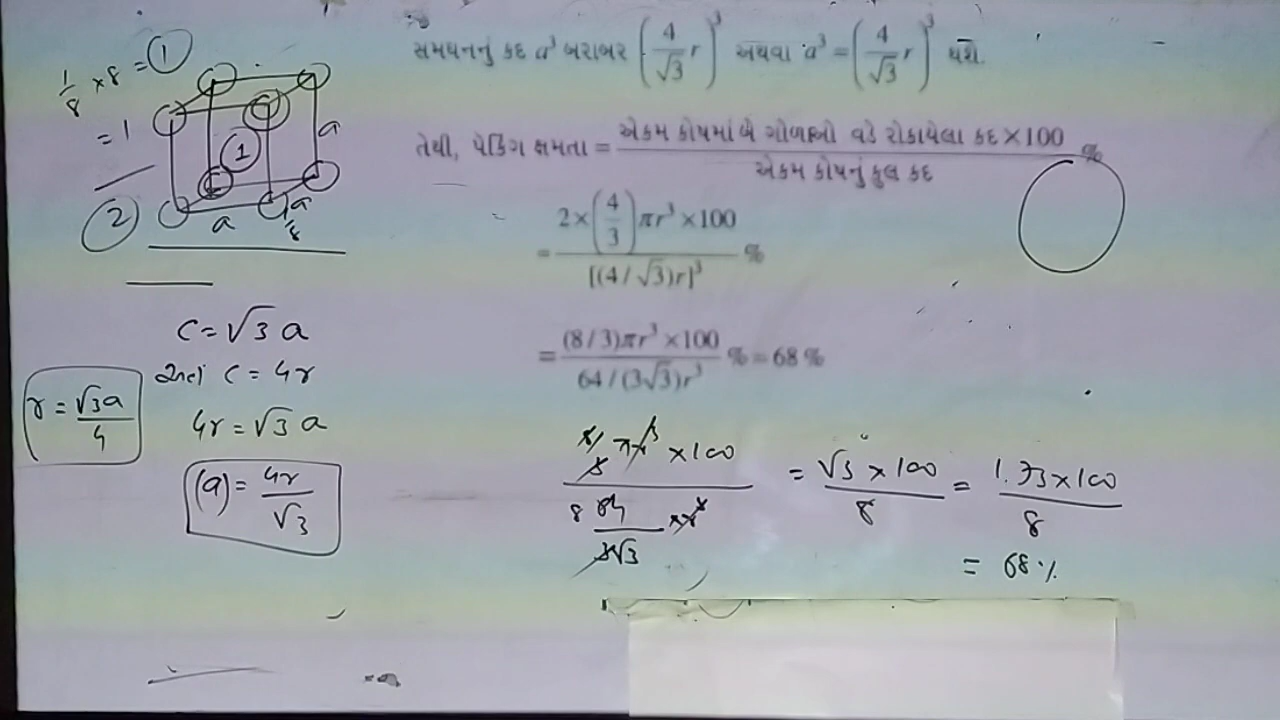 સમઘનનું કદ a³ બરાબર (4/√3 r)³ અથવા a³ = (4/√3 r)³ થશે.
તેથી, પેકિંગ ક્ષમતા = એકમ કોષમાં બે ગોળાઓ વડે રોકાયેલા કદ × 100 / એકમ કોષનું કુલ કદ %
= 2 × (4/3) πr³ × 100 / [(4/√3)r]³ %
= (8/3)πr³ × 100 / 64/(3√3)r³ % = 68 %
1/8 × 8 = 1
= 1
1
2
a
a
a
1/8
c = √3 a
c = 4r
4r = √3 a
r = √3a/4
(a) = 4r/√3
= √3 × 100 / 8 = 1.73 × 100 / 8
= 68 %